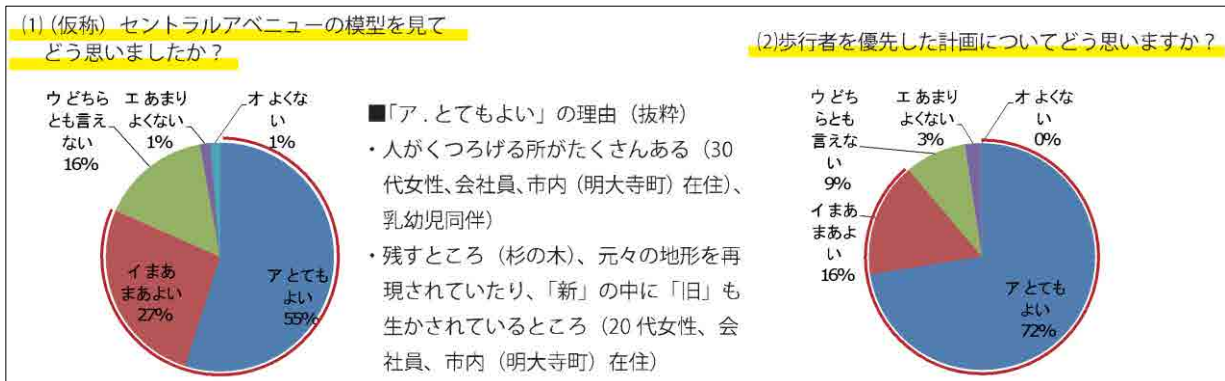 (1)（仮称）セントラルアベニューの模型を見て
どう思いましたか？
ウ どちら
とも言え
ない
16%
エ あまり
よくない
1%
オ よくな
い
1%
イ まあ
まあよい
27%
ア とても
よい
55%
■「ア．とてもよい」の理由（抜粋）
・人がくつろげる所がたくさんある（30
代女性、会社員、市内（明大寺町）在住）、
乳幼児同伴）
・残すところ（杉の木）、元々の地形を再
現されていたり、「新」の中に「旧」も
生かされているところ（20 代女性、会
社員、市内（明大寺町）在住）
(2)歩行者を優先した計画についてどう思いますか？
ウ どち
らとも
言えない
い
9%
エ あまり
よくない
3%
オ よくな
い
0%
イ まあ
まあよ
い
16%
ア とても
よい
72%